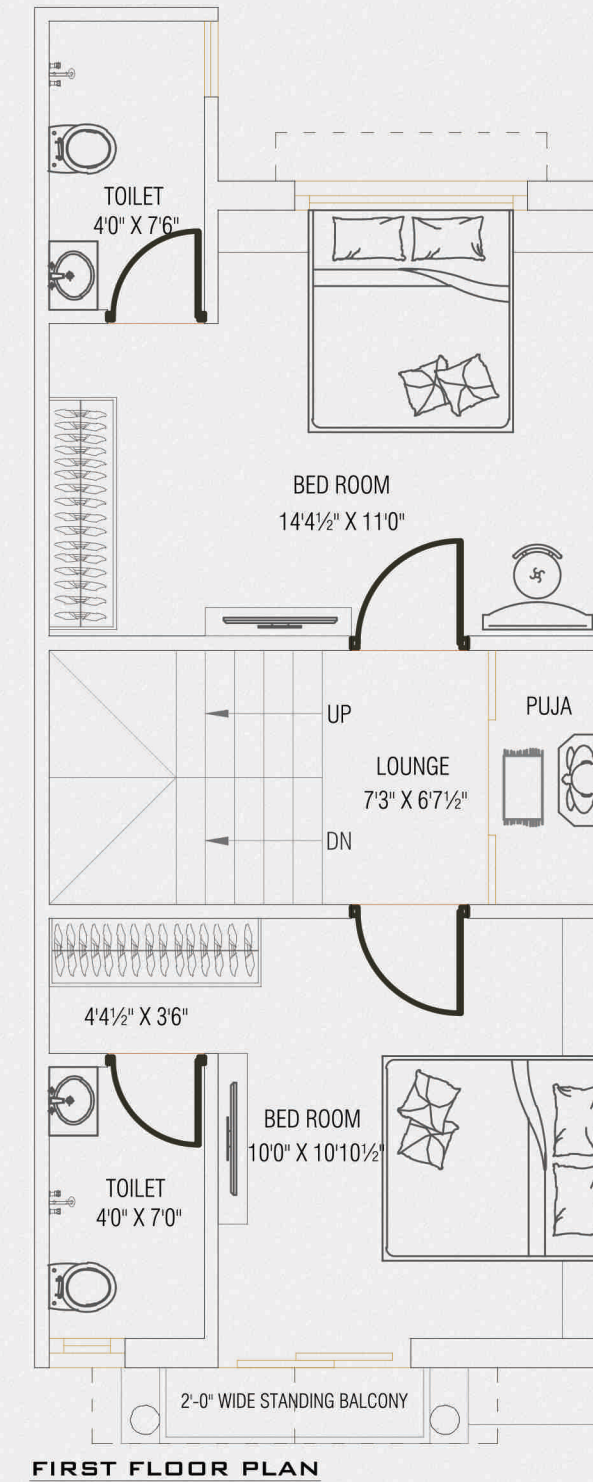 TOILET
4'0" X 7'6"
BED ROOM
14'4½" X 11'0"
UP
PUJA
LOUNGE
7'3" X 6'7½"
DN
4'4½" X 3'6"
BED ROOM
10'0" X 10'10½"
TOILET
4'0" X 7'0"
2'-0" WIDE STANDING BALCONY
FIRST FLOOR PLAN